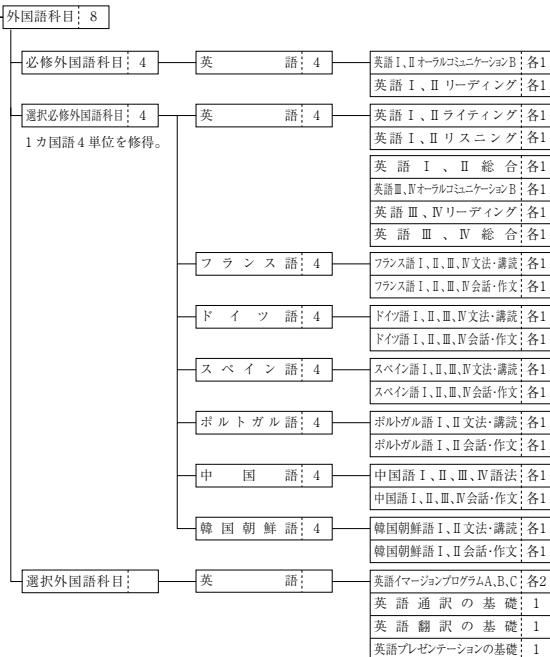 外国語科目 8
必修外国語科目 4 英語 4 英語Ⅰ、ⅡオーラルコミュニケーションB 各1
英語Ⅰ、Ⅱリーディング 各1
選択必修外国語科目 4 英語 4 英語Ⅰ、Ⅱライティング 各1
1カ国語4単位を修得。 英語Ⅰ、Ⅱリスニング 各1
英語Ⅰ、Ⅱ総合 各1
英語Ⅲ、ⅣオーラルコミュニケーションB 各1
英語Ⅲ、Ⅳリーディング 各1
英語Ⅲ、Ⅳ総合 各1
フランス語 4 フランス語Ⅰ、Ⅱ、Ⅲ、Ⅳ文法・講読 各1
フランス語Ⅰ、Ⅱ、Ⅲ、Ⅳ会話・作文 各1
ドイツ語 4 ドイツ語Ⅰ、Ⅱ、Ⅲ、Ⅳ文法・講読 各1
ドイツ語Ⅰ、Ⅱ、Ⅲ、Ⅳ会話・作文 各1
スペイン語 4 スペイン語Ⅰ、Ⅱ、Ⅲ、Ⅳ文法・講読 各1
スペイン語Ⅰ、Ⅱ、Ⅲ、Ⅳ会話・作文 各1
ポルトガル語 4 ポルトガル語Ⅰ、Ⅱ文法・講読 各1
ポルトガル語Ⅰ、Ⅱ会話・作文 各1
中国語 4 中国語Ⅰ、Ⅱ、Ⅲ、Ⅳ語法 各1
中国語Ⅰ、Ⅱ、Ⅲ、Ⅳ会話・作文 各1
韓国朝鮮語 4 韓国朝鮮語Ⅰ、Ⅱ文法・講読 各1
韓国朝鮮語Ⅰ、Ⅱ会話・作文 各1
選択外国語科目 英語 英語イマージョンプログラムA,B,C 各2
英語通訳の基礎 1
英語翻訳の基礎 1
英語プレゼンテーションの基礎 1